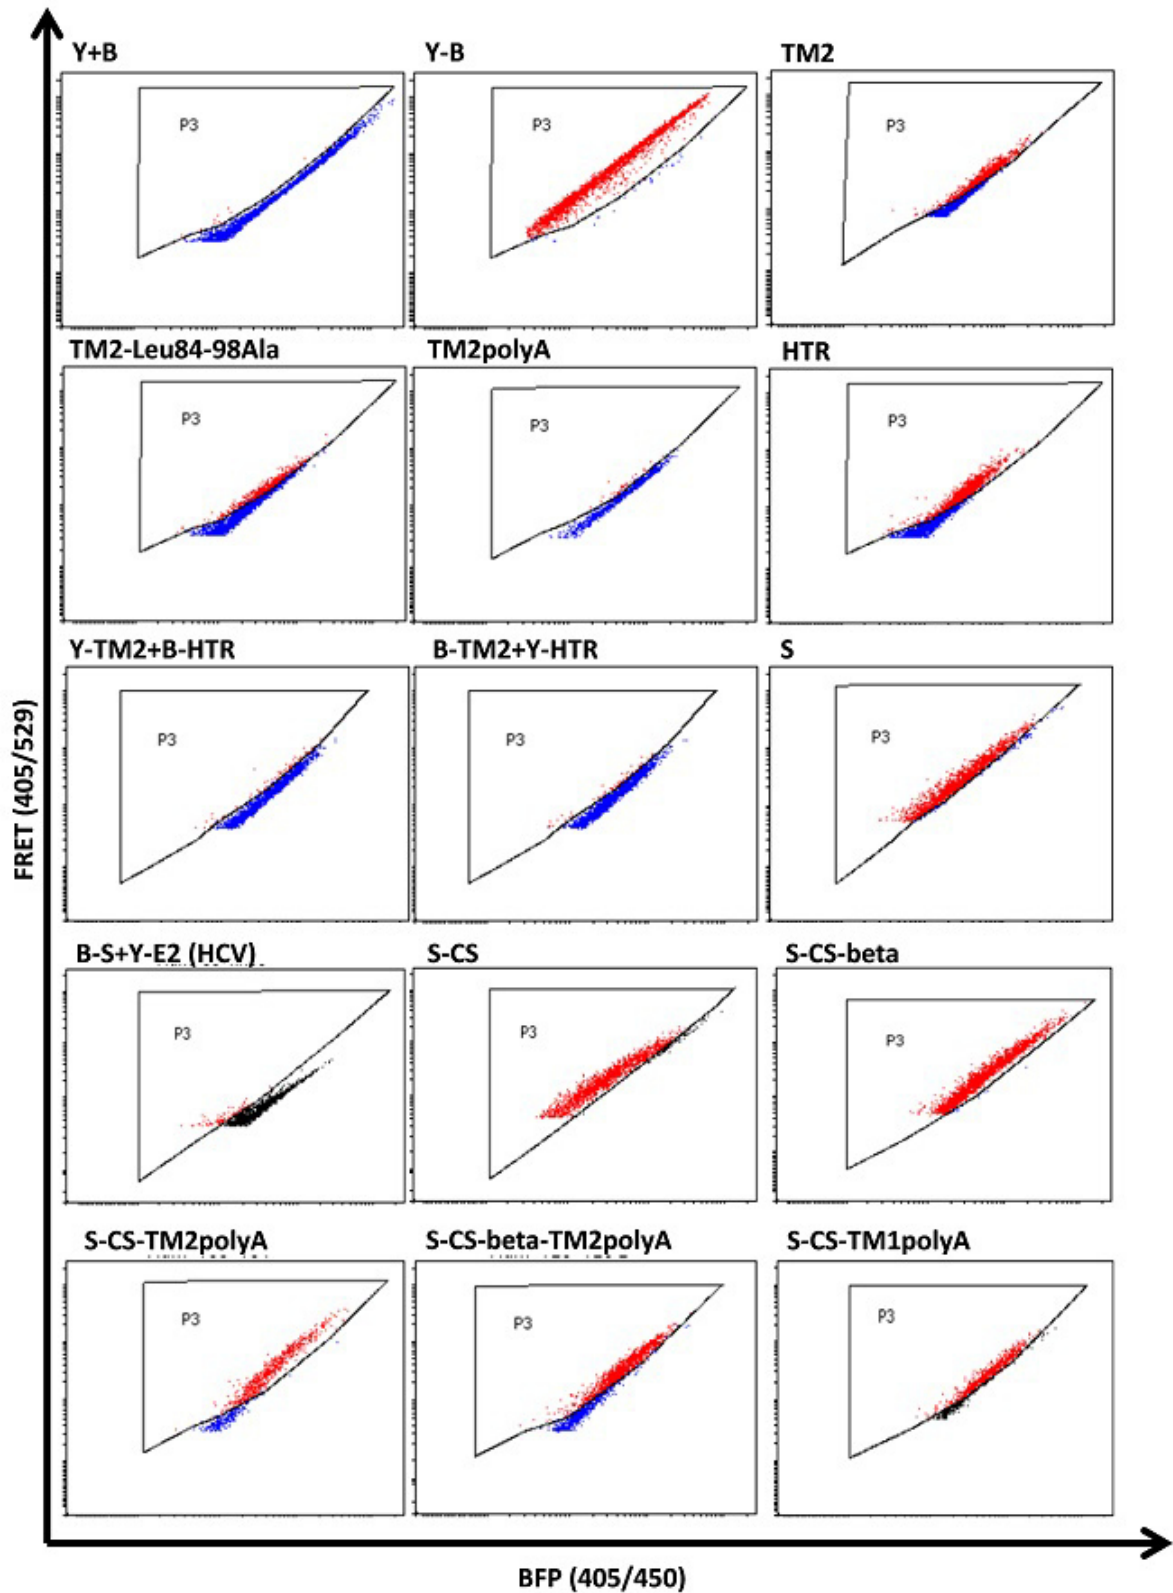 Y+B
Y-B
TM2
P3
P3
P3
TM2-Leu84-98Ala
TM2polyA
HTR
P3
P3
P3
Y-TM2+B-HTR
B-TM2+Y-HTR
S
P3
P3
P3
B-S+Y-E2 (HCV)
S-CS
S-CS-beta
P3
P3
P3
S-CS-TM2polyA
S-CS-beta-TM2polyA
S-CS-TM1polyA
P3
P3
P3
FRET (405/529)
BFP (405/450)